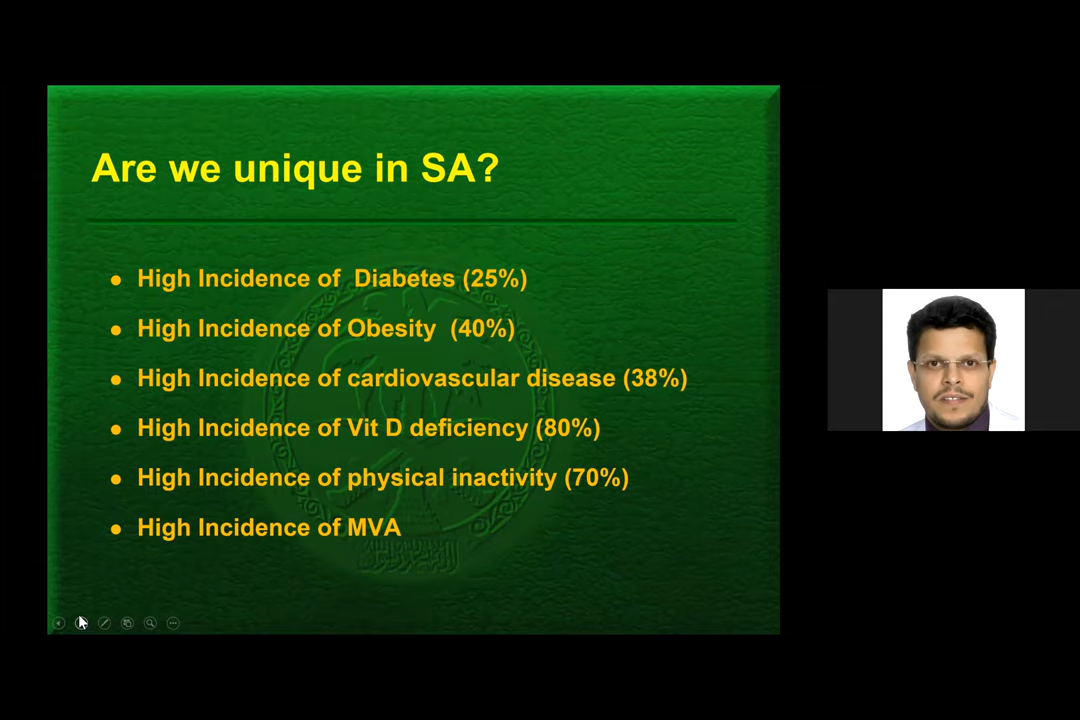 Are we unique in SA?
● High Incidence of  Diabetes (25%)
● High Incidence of Obesity  (40%)
● High Incidence of cardiovascular disease (38%)
● High Incidence of Vit D deficiency (80%)
● High Incidence of physical inactivity (70%)
● High Incidence of MVA